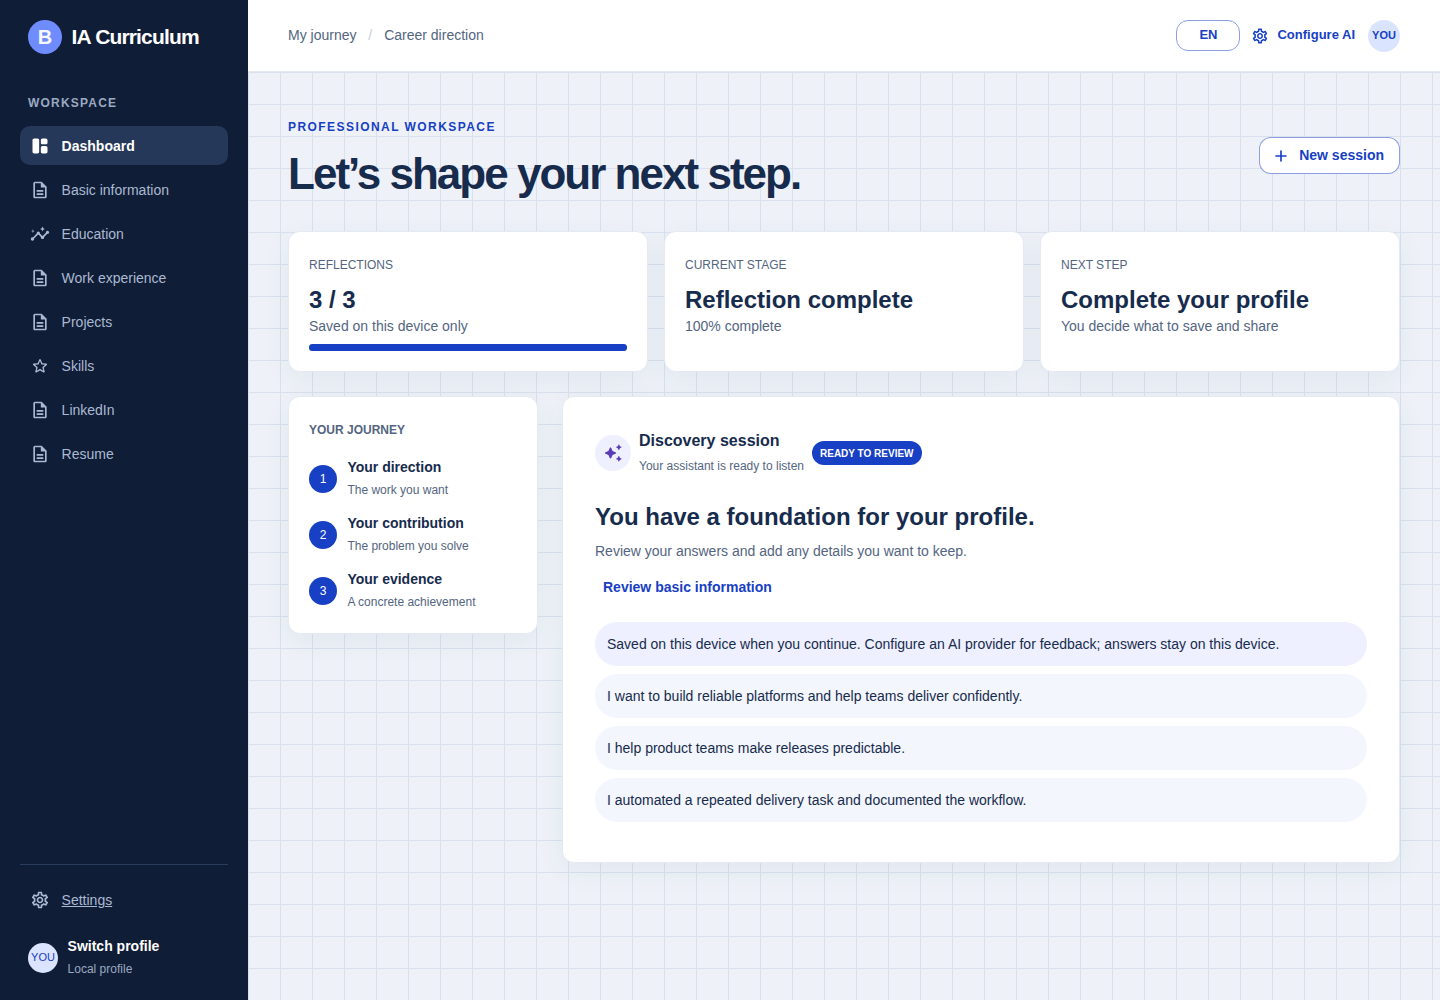 B IA Curriculum
WORKSPACE
Dashboard
Basic information
Education
Work experience
Projects
Skills
LinkedIn
Resume
Settings
YOU
Switch profile
Local profile
My journey / Career direction
EN
Configure AI
YOU
PROFESSIONAL WORKSPACE
Let’s shape your next step.
New session
REFLECTIONS
3 / 3
Saved on this device only
CURRENT STAGE
Reflection complete
100% complete
NEXT STEP
Complete your profile
You decide what to save and share
YOUR JOURNEY
1
Your direction
The work you want
2
Your contribution
The problem you solve
3
Your evidence
A concrete achievement
Discovery session
Your assistant is ready to listen
READY TO REVIEW
You have a foundation for your profile.
Review your answers and add any details you want to keep.
Review basic information
Saved on this device when you continue. Configure an AI provider for feedback; answers stay on this device.
I want to build reliable platforms and help teams deliver confidently.
I help product teams make releases predictable.
I automated a repeated delivery task and documented the workflow.